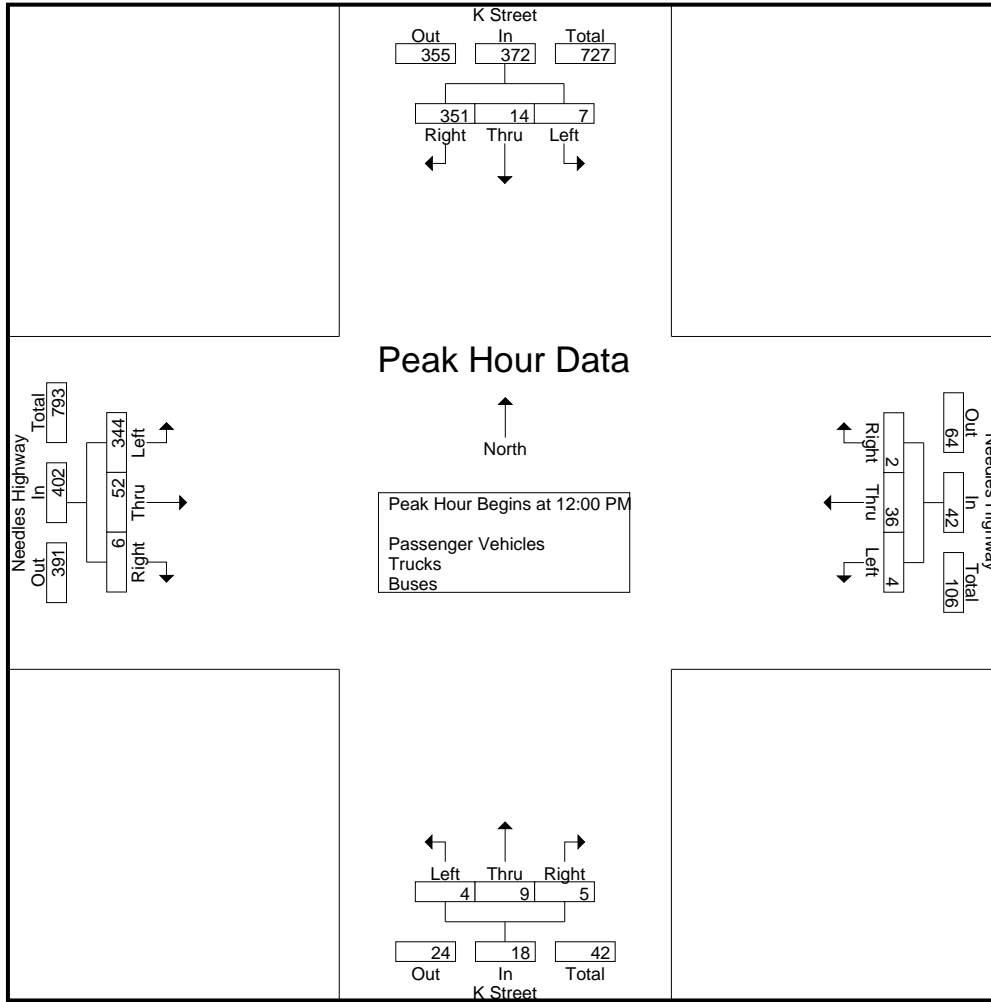 K Street
Out In Total
355 372 727
351 14 7
Right Thru Left
Peak Hour Data
North
Peak Hour Begins at 12:00 PM
Passenger Vehicles
Trucks
Buses
Needles Highway
Out In Total
391 402 793
344 52 6
Left Thru Right
Needles Highway
Out In Total
64 42 106
2 36 4
Right Thru Left
Left Thru Right
4 9 5
24 18 42
Out In Total
K Street